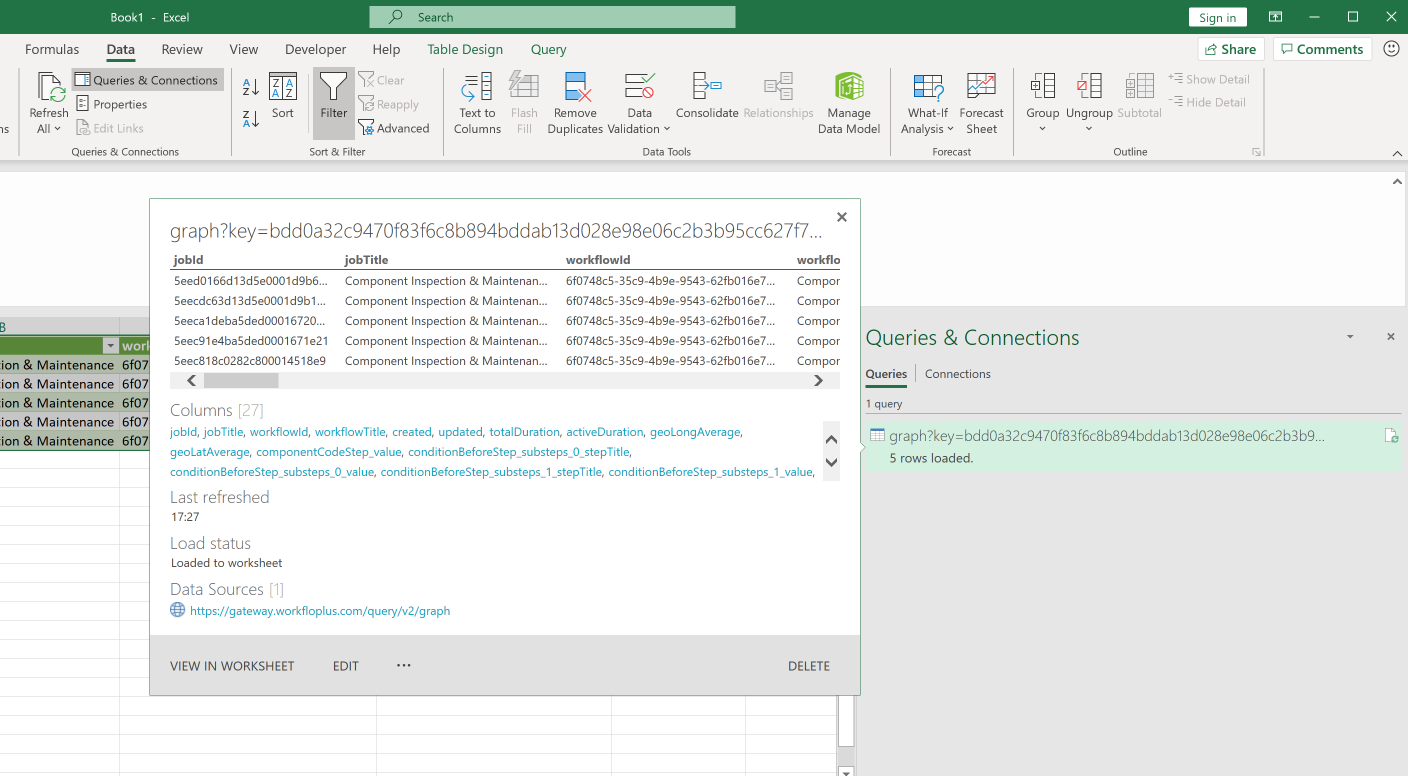 Book1 - Excel
Search
Sign in
Formulas Data Review View Developer Help Table Design Query
Share Comments
Refresh All
Queries & Connections
Properties
Edit Links
Queries & Connections
Sort
Filter
Clear
Reapply
Advanced
Sort & Filter
Text to Columns
Flash Fill
Remove Duplicates
Data Validation
Consolidate
Relationships
Manage Data Model
Data Tools
What-If Analysis
Forecast Sheet
Forecast
Group
Ungroup
Subtotal
Show Detail
Hide Detail
Outline
graph?key=bdd0a32c9470f83f6c8b894bddab13d028e98e06c2b3b95cc627f7...
jobId jobTitle workflowId workflo
5eed0166d13d5e0001d9b6... Component Inspection & Maintenan... 6f0748c5-35c9-4b9e-9543-62fb016e7... Compor
5eecdc63d13d5e0001d9b1... Component Inspection & Maintenan... 6f0748c5-35c9-4b9e-9543-62fb016e7... Compor
5eeca1deba5ded00016720... Component Inspection & Maintenan... 6f0748c5-35c9-4b9e-9543-62fb016e7... Compor
5eec91e4ba5ded0001671e21 Component Inspection & Maintenan... 6f0748c5-35c9-4b9e-9543-62fb016e7... Compor
5eec818c0282c800014518e9 Component Inspection & Maintenan... 6f0748c5-35c9-4b9e-9543-62fb016e7... Compor
Columns [27]
jobId, jobTitle, workflowId, workflowTitle, created, updated, totalDuration, activeDuration, geoLongAverage,
geoLatAverage, componentCodeStep_value, conditionBeforeStep_substeps_0_stepTitle,
conditionBeforeStep_substeps_0_value, conditionBeforeStep_substeps_1_stepTitle, conditionBeforeStep_substeps_1_value,
Last refreshed
17:27
Load status
Loaded to worksheet
Data Sources [1]
https://gateway.workfloplus.com/query/v2/graph
VIEW IN WORKSHEET EDIT ... DELETE
B
work
ion & Maintenance 6f07
ion & Maintenance 6f07
ion & Maintenance 6f07
ion & Maintenance 6f07
ion & Maintenance 6f07
Queries & Connections
Queries Connections
1 query
graph?key=bdd0a32c9470f83f6c8b894bddab13d028e98e06c2b3b9...
5 rows loaded.